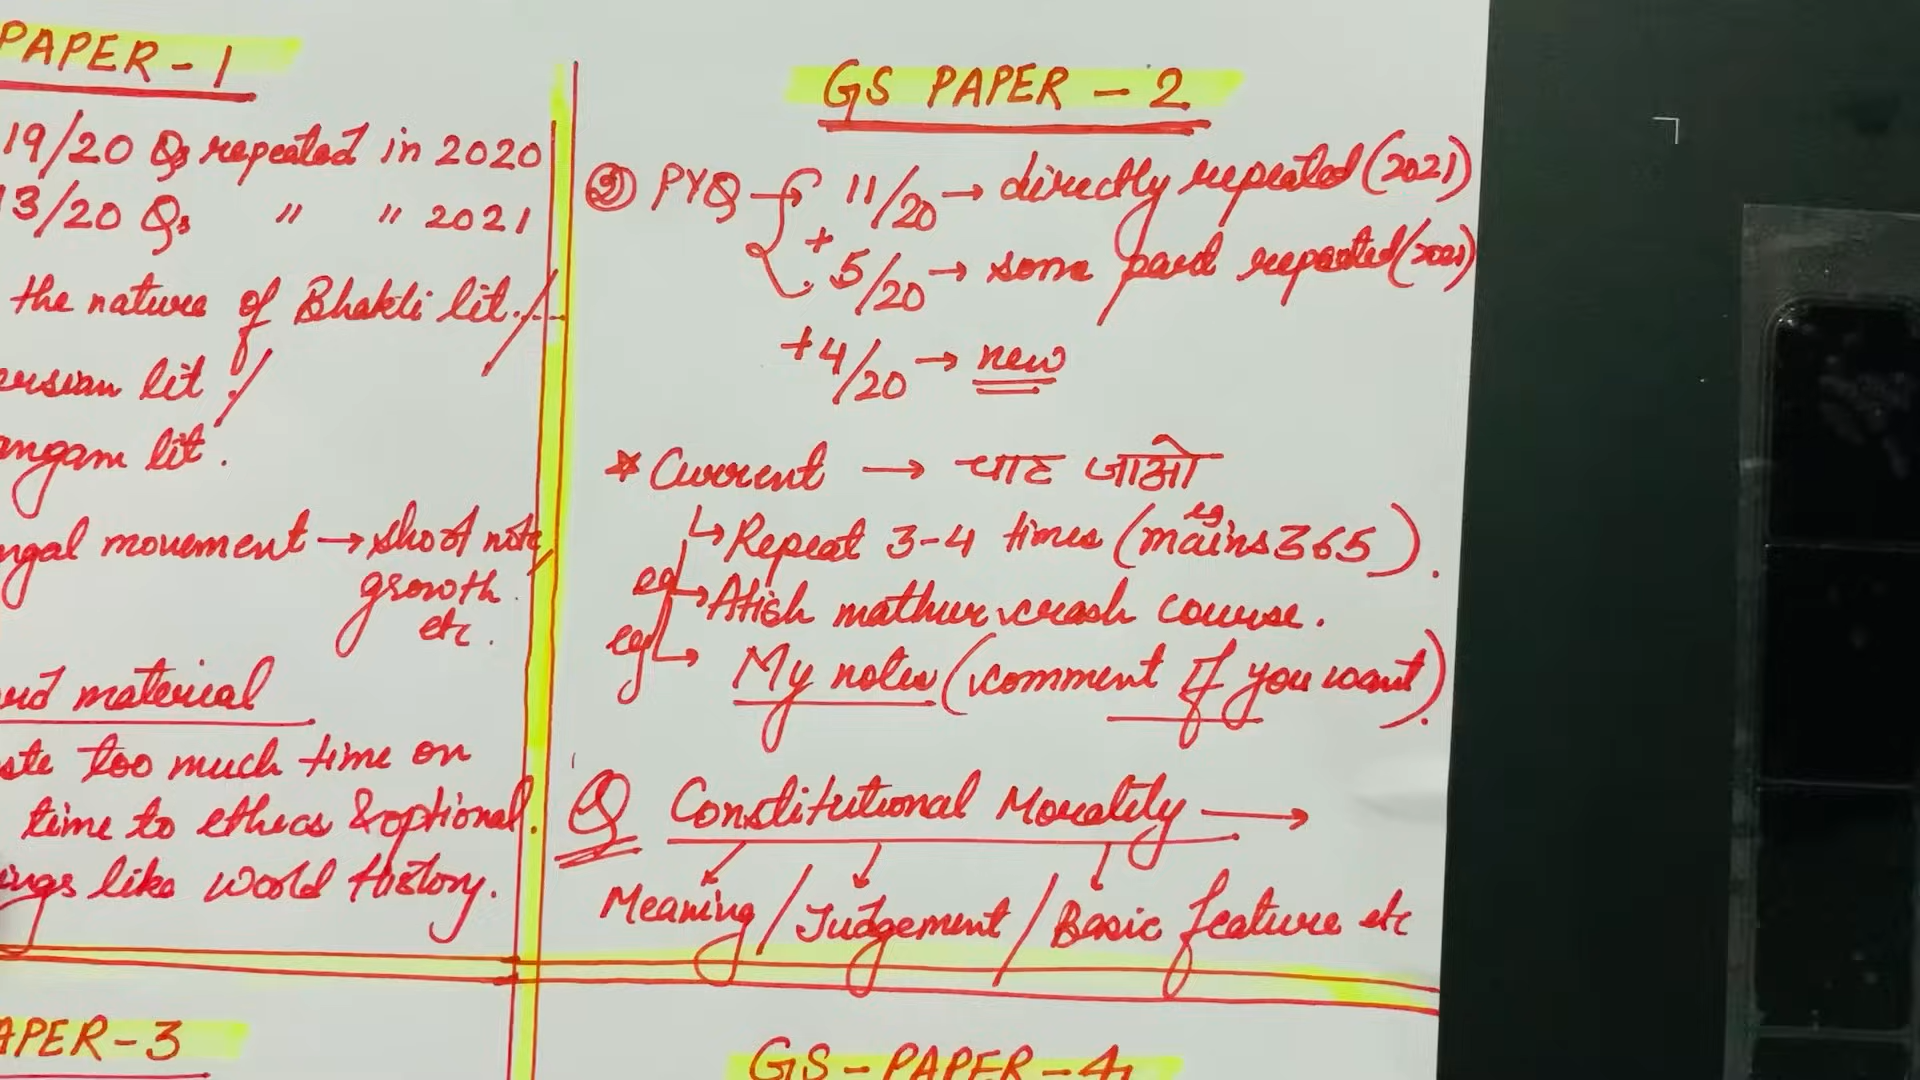 PAPER - 1
19/20 Qs repeated in 2020
13/20 Qs " " 2021
the nature of Bhakti lit.
lit.
lit.
movement → short note
growth
etc.
material
too much time on
time to ethics & optional.
like world history.
GS PAPER - 2
PYQ → 11/20 → directly repeated (2021)
+ 5/20 → some part repeated (2021)
+ 4/20 → new
* Current → चाट जाओ
↳ Repeat 3-4 times (eg mains 365).
eg → Atish mathur crash course.
eg → My notes (comment If you want).
Q Constitutional Morality →
Meaning / Judgement / Basic feature etc
PAPER-3
GS-PAPER-4